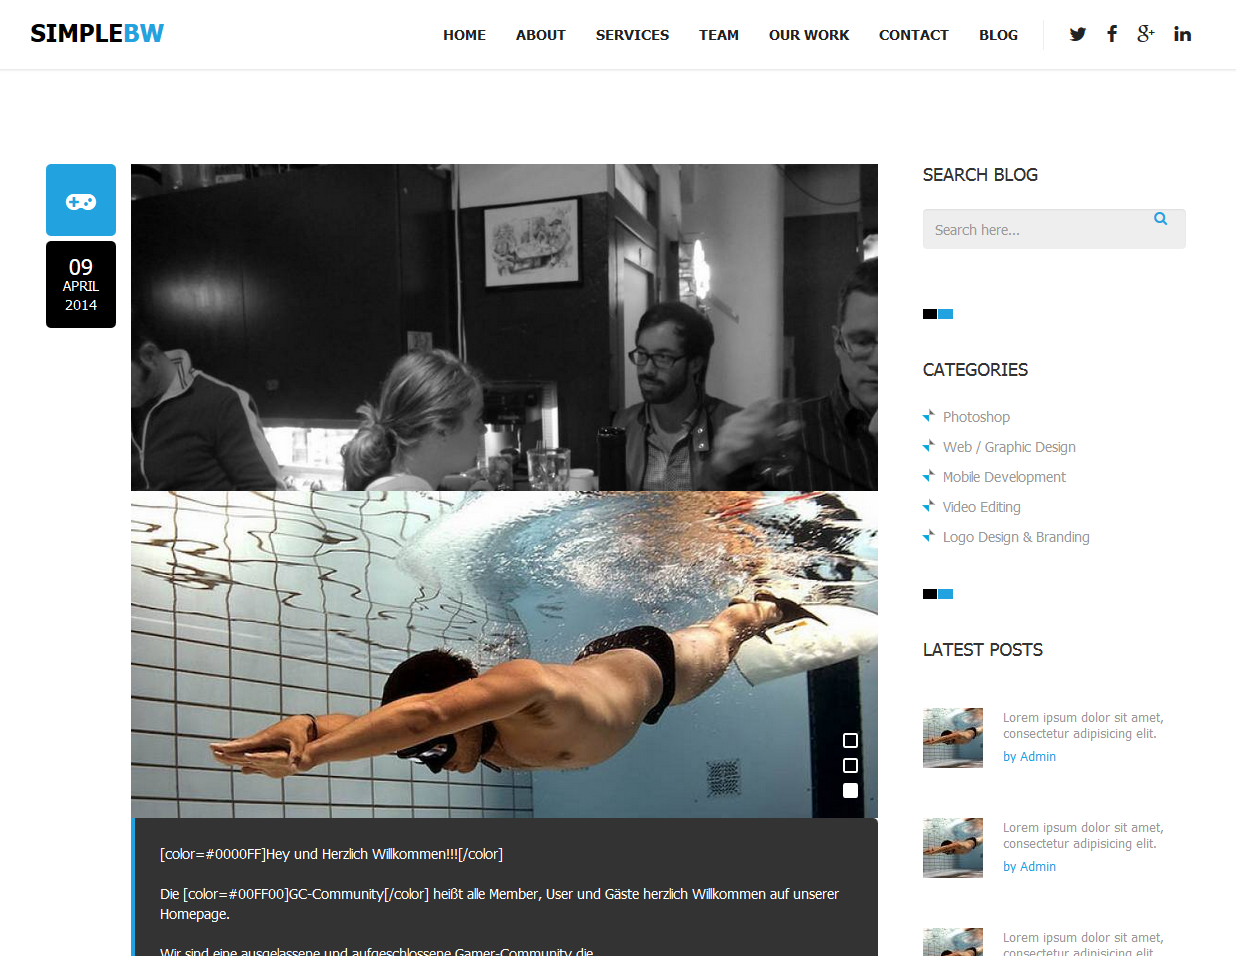 SIMPLEBW
HOME ABOUT SERVICES TEAM OUR WORK CONTACT BLOG
09
APRIL
2014
[color=#0000FF]Hey und Herzlich Willkommen!!![/color]
Die [color=#00FF00]GC-Community[/color] heißt alle Member, User und Gäste herzlich Willkommen auf unserer
Homepage.
Wir sind eine ausgelassene und aufgeschlossene Gamer-Community die
SEARCH BLOG
Search here...
CATEGORIES
Photoshop
Web / Graphic Design
Mobile Development
Video Editing
Logo Design & Branding
LATEST POSTS
Lorem ipsum dolor sit amet,
consectetur adipisicing elit.
by Admin
Lorem ipsum dolor sit amet,
consectetur adipisicing elit.
by Admin
Lorem ipsum dolor sit amet,
consectetur adipisicing elit.